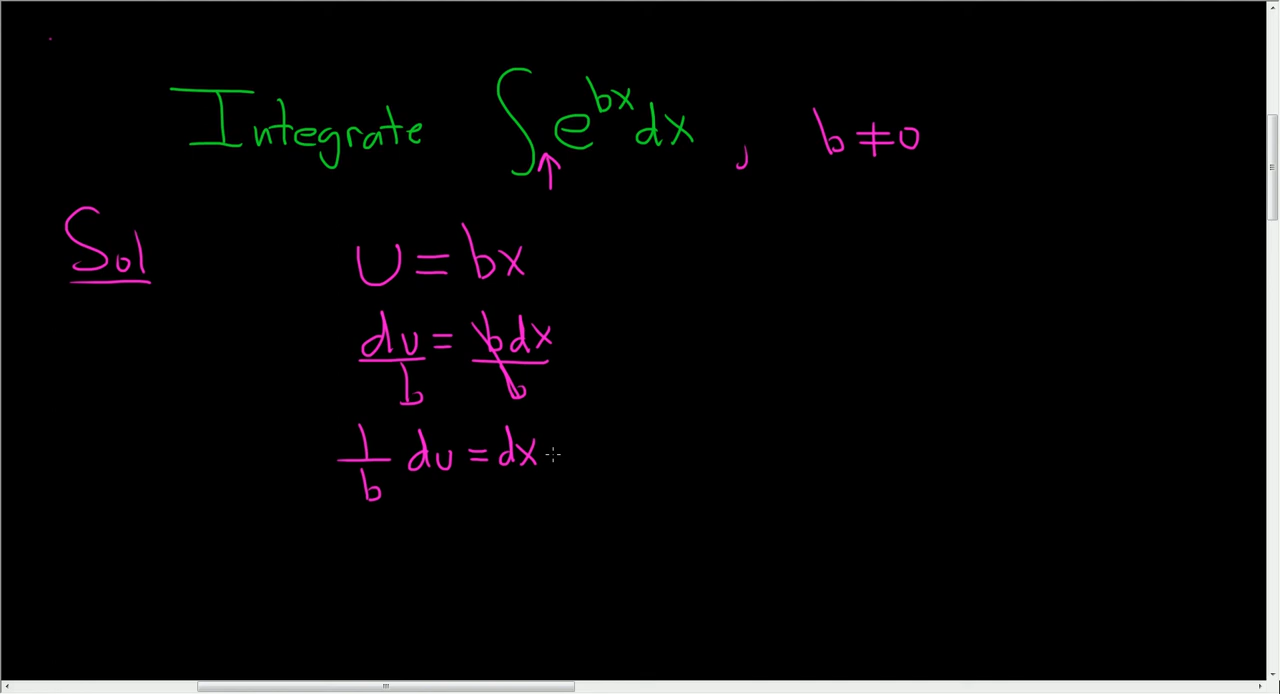 Integrate ∫ e^{bx} dx , b ≠ 0
Sol
U = bx
du/b = bdx/b
1/b du = dx